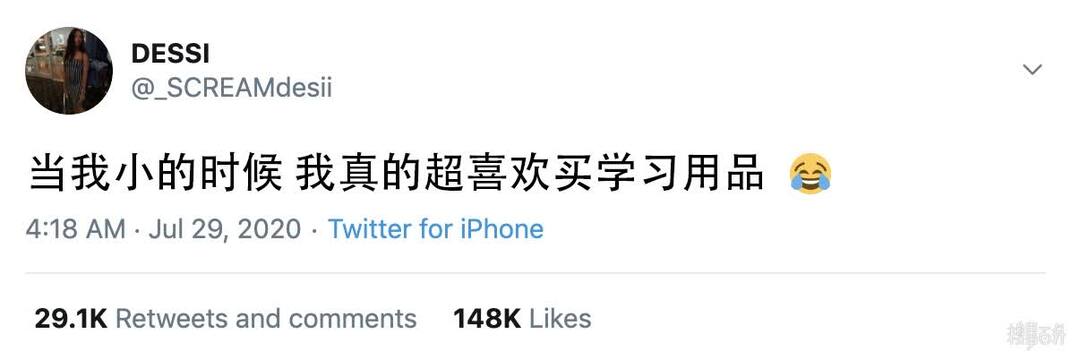 DESSI
@_SCREAMdesii
当我小的时候 我真的超喜欢买学习用品 😂
4:18 AM · Jul 29, 2020 · Twitter for iPhone
29.1K Retweets and comments 148K Likes